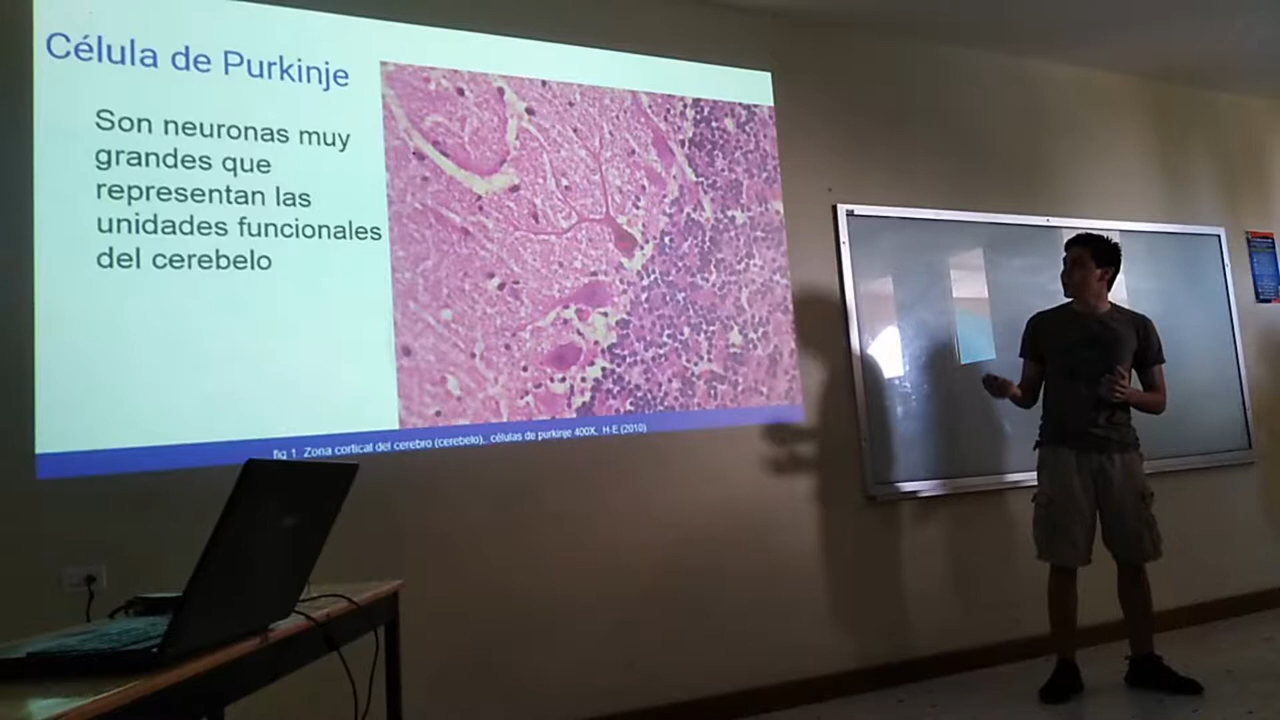 Célula de Purkinje
Son neuronas muy
grandes que
representan las
unidades funcionales
del cerebelo
fig 1. Zona cortical del cerebro (cerebelo),. células de purkinje 400X, H-E (2010)